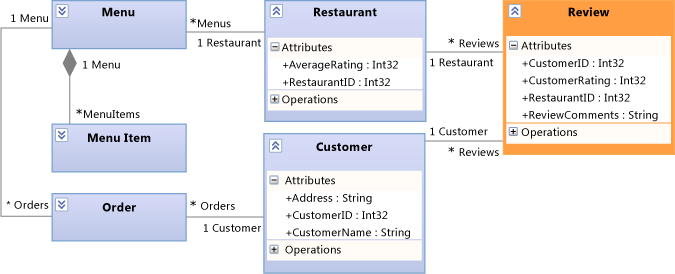 Menu
1 Menu
*Menus
1 Restaurant
Restaurant
Attributes
+AverageRating : Int32
+RestaurantID : Int32
Operations
* Reviews
1 Restaurant
Review
Attributes
+CustomerID : Int32
+CustomerRating : Int32
+RestaurantID : Int32
+ReviewComments : String
Operations
1 Menu
*MenuItems
Menu Item
1 Customer
* Reviews
Customer
Attributes
+Address : String
+CustomerID : Int32
+CustomerName : String
Operations
* Orders
Order
* Orders
1 Customer